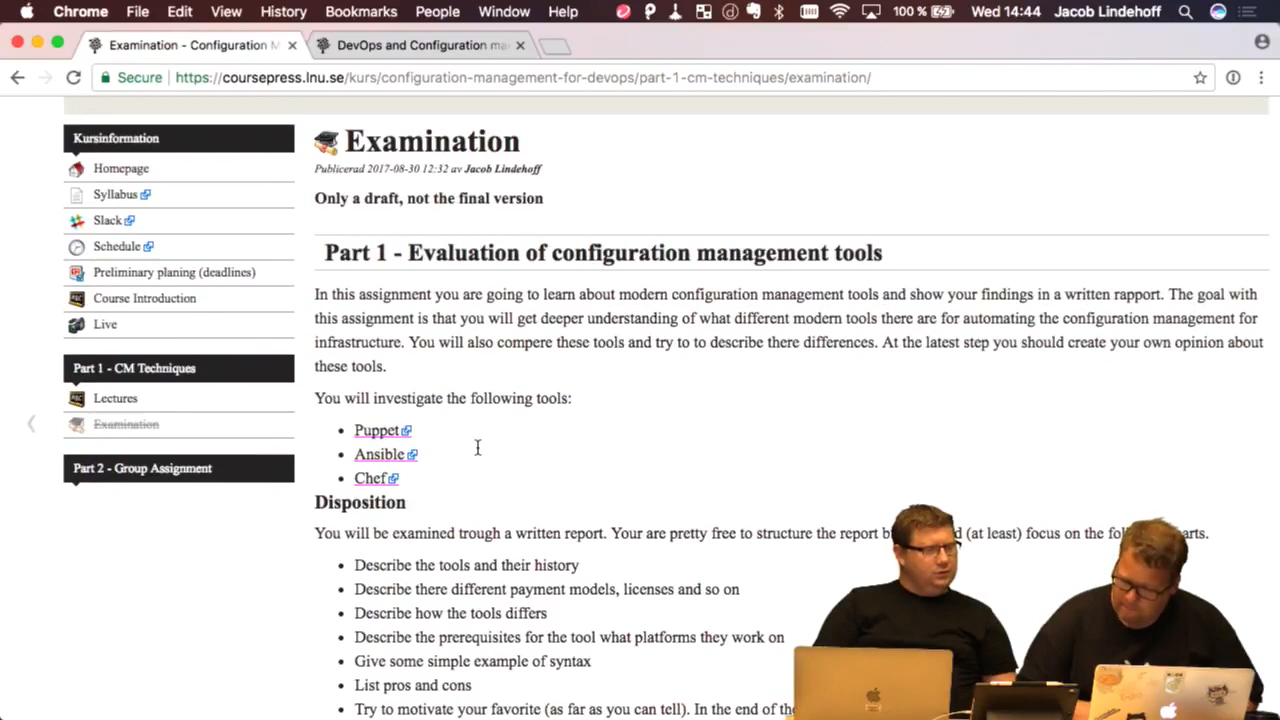 Chrome File Edit View History Bookmarks People Window Help 100 % Wed 14:44 Jacob Lindehoff
Examination - Configuration M
DevOps and Configuration ma
Secure https://coursepress.lnu.se/kurs/configuration-management-for-devops/part-1-cm-techniques/examination/
Kursinformation
Homepage
Syllabus
Slack
Schedule
Preliminary planing (deadlines)
Course Introduction
Live
Part 1 - CM Techniques
Lectures
Examination
Part 2 - Group Assignment
Examination
Publicerad 2017-08-30 12:32 av Jacob Lindehoff
Only a draft, not the final version
Part 1 - Evaluation of configuration management tools
In this assignment you are going to learn about modern configuration management tools and show your findings in a written rapport. The goal with
this assignment is that you will get deeper understanding of what different modern tools there are for automating the configuration management for
infrastructure. You will also compere these tools and try to to describe there differences. At the latest step you should create your own opinion about
these tools.
You will investigate the following tools:
• Puppet
• Ansible
• Chef
Disposition
You will be examined trough a written report. Your are pretty free to structure the report (at least) focus on the
• Describe the tools and their history
• Describe there different payment models, licenses and so on
• Describe how the tools differs
• Describe the prerequisites for the tool what platforms they work on
• Give some simple example of syntax
• List pros and cons
• Try to motivate your favorite (as far as you can tell). In the end of the